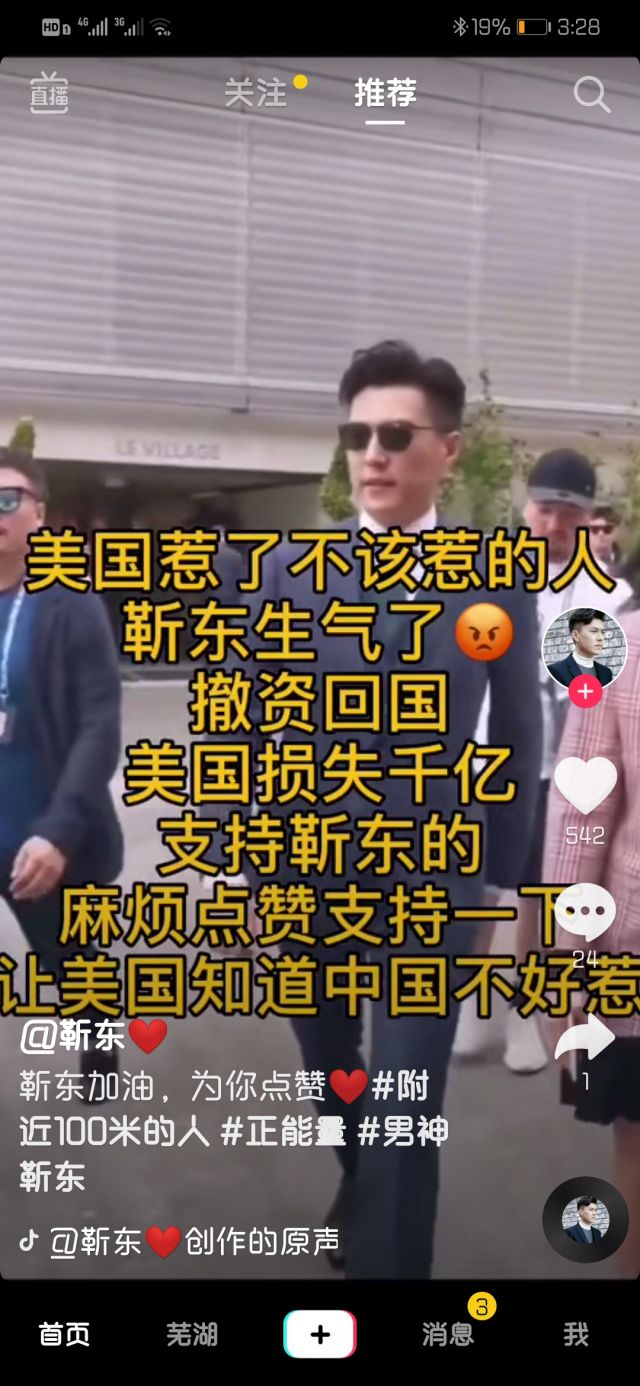 HD 1 4G 3G 19% 3:28
直播 关注 推荐
LE VILLAGE
美国惹了不该惹的人
靳东生气了😡
撤资回国
美国损失千亿
支持靳东的
麻烦点赞支持一下
让美国知道中国不好惹
542
24
1
@靳东❤️
靳东加油，为你点赞❤️#附
近100米的人 #正能量 #男神
靳东
@靳东❤️创作的原声
首页 芜湖 + 消息 3 我